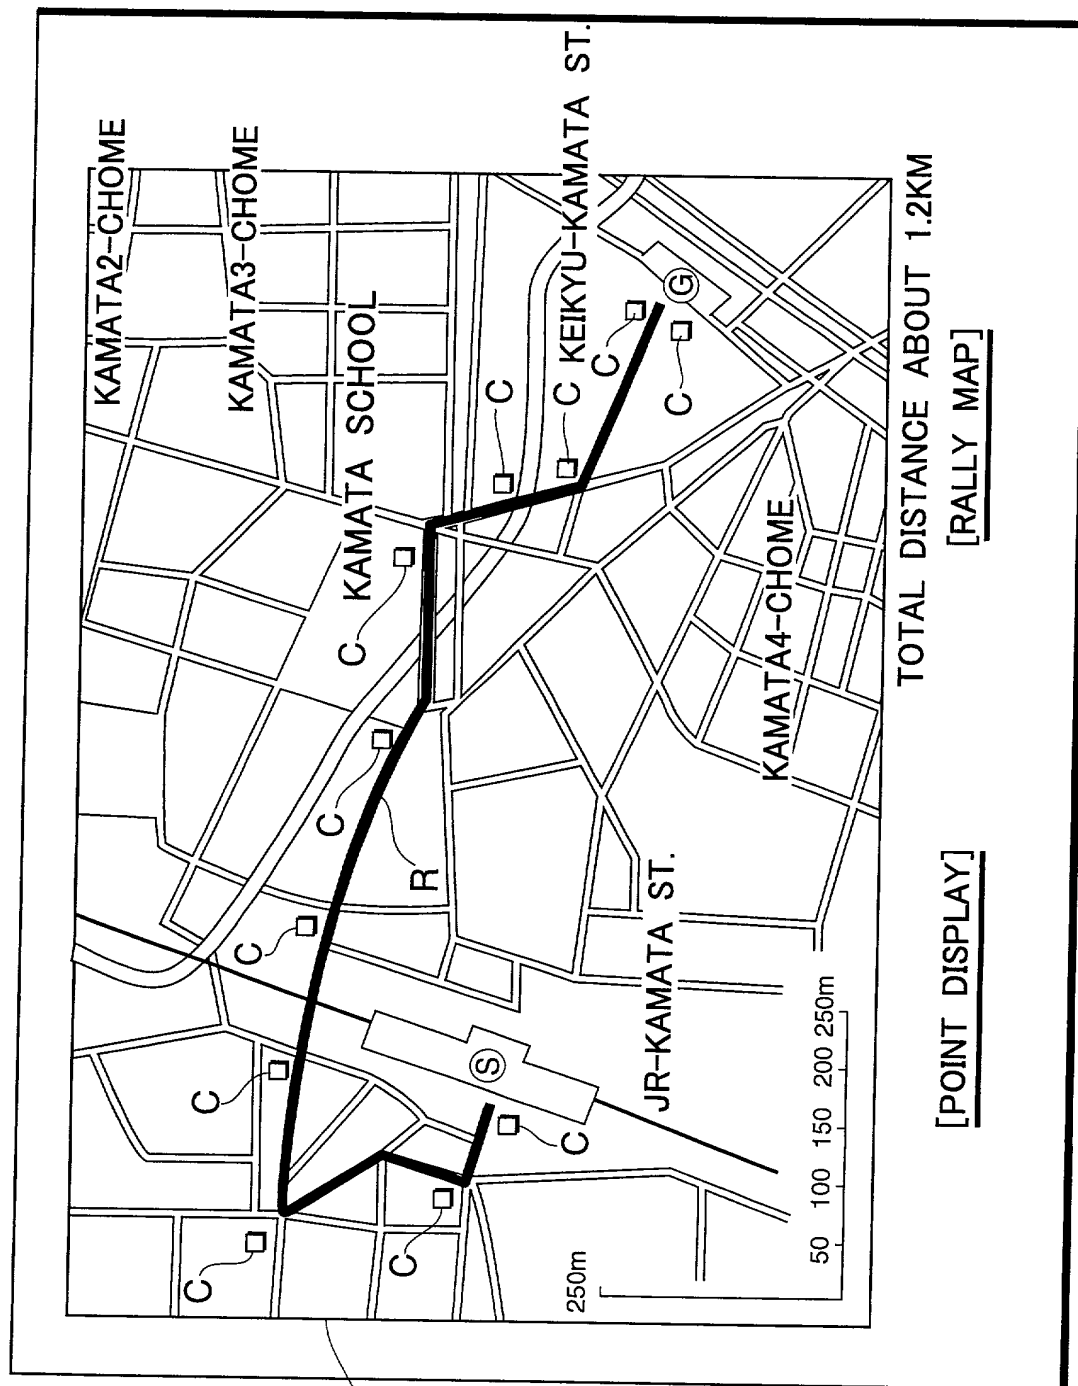 KAMATA2-CHOME
KAMATA3-CHOME
KAMATA SCHOOL
C
C
C
C
C
C
C
C
R
C
C
KEIKYU-KAMATA ST.
C
G
C
S
JR-KAMATA ST.
KAMATA4-CHOME
250m
50 100 150 200 250m
TOTAL DISTANCE ABOUT 1.2KM
[POINT DISPLAY] [RALLY MAP]